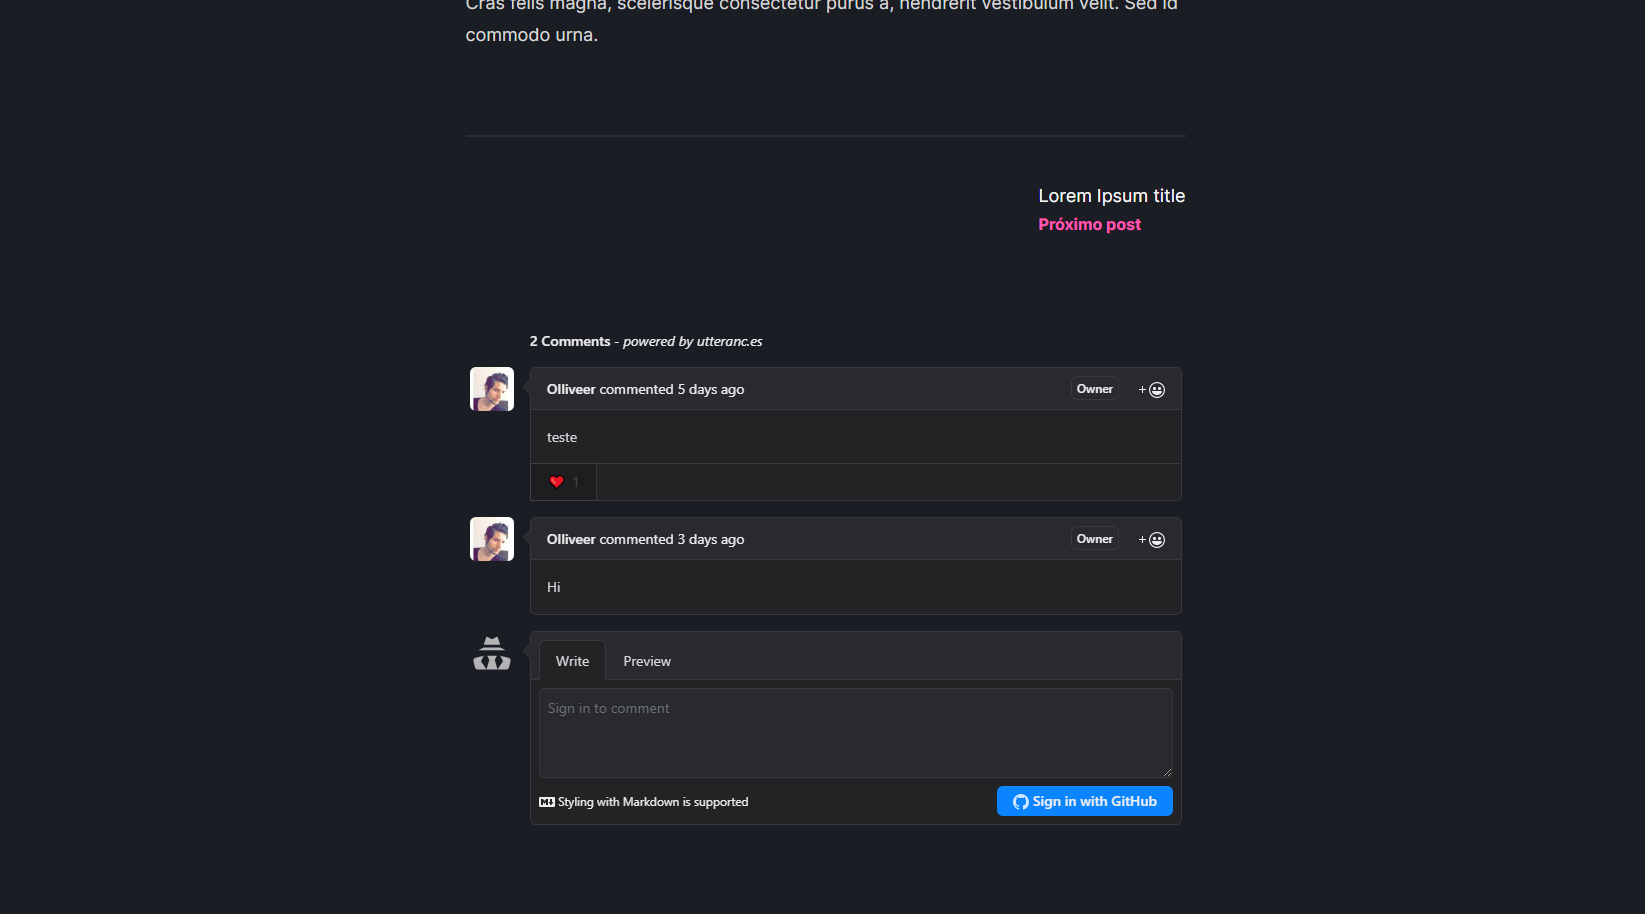 Cras felis magna, scelerisque consectetur purus a, hendrerit vestibulum velit. Sed id
commodo urna.
Lorem Ipsum title
Próximo post
2 Comments - powered by utteranc.es
Olliveer commented 5 days ago Owner +
teste
1
Olliveer commented 3 days ago Owner +
Hi
Write Preview
Sign in to comment
Styling with Markdown is supported
Sign in with GitHub